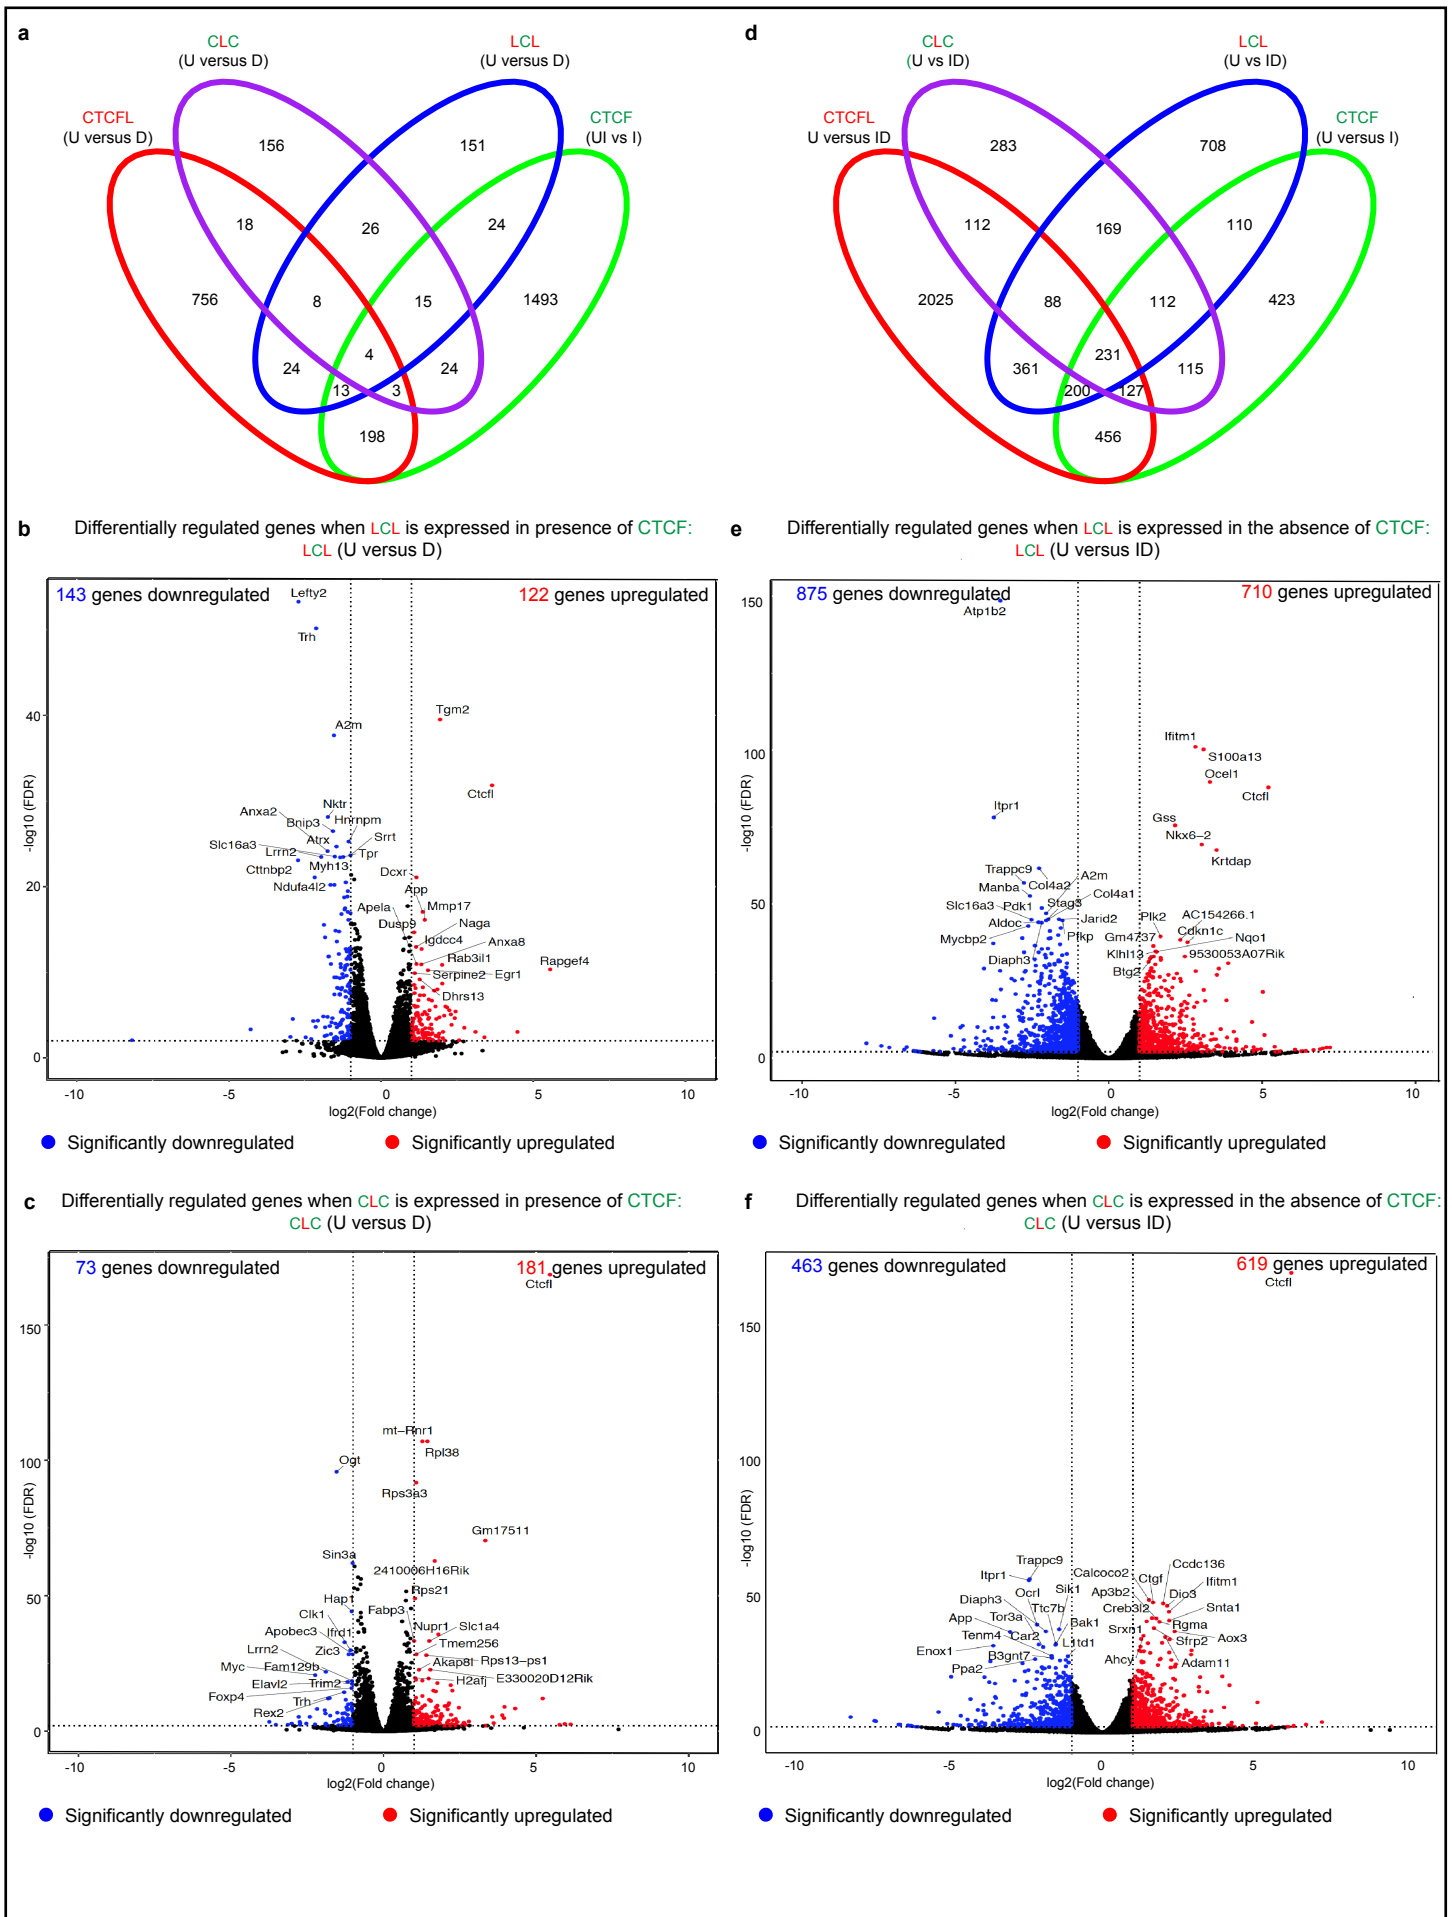 a
CLC
(U versus D)
LCL
(U versus D)
CTCFL
(U versus D)
CTCF
(UI vs I)
156
151
18
26
24
756
8
15
1493
24
4
24
13
3
198
d
CLC
(U vs ID)
LCL
(U vs ID)
CTCFL
U versus ID
CTCF
(U versus I)
283
708
112
169
110
2025
88
112
423
361
231
115
200
127
456
b
Differentially regulated genes when LCL is expressed in presence of CTCF:
LCL (U versus D)
143 genes downregulated
122 genes upregulated
Lefty2
Trh
A2m
Tgm2
Ctcfl
Nktr
Anxa2
Bnip3
Hnrnpm
Atrx
Srrt
Slc16a3
Lrrn2
Tpr
Myh13
Cttnbp2
Ndufa4l2
Dcxr
App
Apela
Mmp17
Dusp9
Naga
Igdcc4
Anxa8
Rab3il1
Rapgef4
Serpine2
Egr1
Dhrs13
40
20
0
-log10 (FDR)
-10
-5
0
5
10
log2(Fold change)
Significantly downregulated
Significantly upregulated
e
Differentially regulated genes when LCL is expressed in the absence of CTCF:
LCL (U versus ID)
875 genes downregulated
710 genes upregulated
Atp1b2
Ifitm1
S100a13
Ocel1
Ctcfl
Itpr1
Gss
Nkx6-2
Krtdap
Trappc9
A2m
Manba
Col4a2
Col4a1
Slc16a3
Pdk1
Stag3
Aldoc
Jarid2
Plk2
AC154266.1
Mycbp2
Pfkp
Gm4737
Cdkn1c
Nqo1
Diaph3
Klhl13
9530053A07Rik
Btg2
150
100
50
0
-log10 (FDR)
-10
-5
0
5
10
log2(Fold change)
Significantly downregulated
Significantly upregulated
c
Differentially regulated genes when CLC is expressed in presence of CTCF:
CLC (U versus D)
73 genes downregulated
181 genes upregulated
Ctcfl
mt-Rnr1
Rpl38
Ogt
Rps3a3
Gm17511
Sin3a
2410006H16Rik
Rps21
Hap1
Fabp3
Clk1
Nupr1
Slc1a4
Apobec3
Ifrd1
Tmem256
Lrrn2
Zic3
Akap8l
Rps13-ps1
Myc
Fam129b
E330020D12Rik
Elavl2
Trim2
H2afj
Foxp4
Trh
Rex2
150
100
50
0
-log10 (FDR)
-10
-5
0
5
10
log2(Fold change)
Significantly downregulated
Significantly upregulated
f
Differentially regulated genes when CLC is expressed in the absence of CTCF:
CLC (U versus ID)
463 genes downregulated
619 genes upregulated
Ctcfl
Trappc9
Itpr1
Calcoco2
Ccdc136
Ctgf
Ifitm1
Diaph3
Ocrl
Sik1
Ap3b2
Dio3
App
Tor3a
Ttc7b
Creb3l2
Snta1
Tenm4
Car2
Bak1
Srxn1
Rgma
Enox1
L1td1
Sfrp2
Aox3
B3gnt7
Ppa2
Ahcy
Adam11
150
100
50
0
-log10 (FDR)
-10
-5
0
5
10
log2(Fold change)
Significantly downregulated
Significantly upregulated